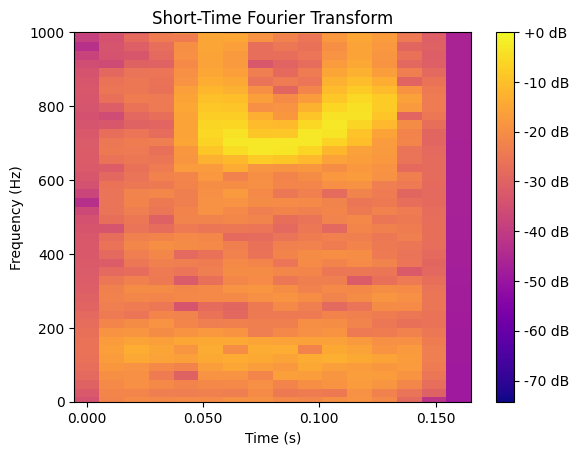 Short-Time Fourier Transform
Frequency (Hz)
1000
800
600
400
200
0
0.000 0.050 0.100 0.150
Time (s)
+0 dB
-10 dB
-20 dB
-30 dB
-40 dB
-50 dB
-60 dB
-70 dB